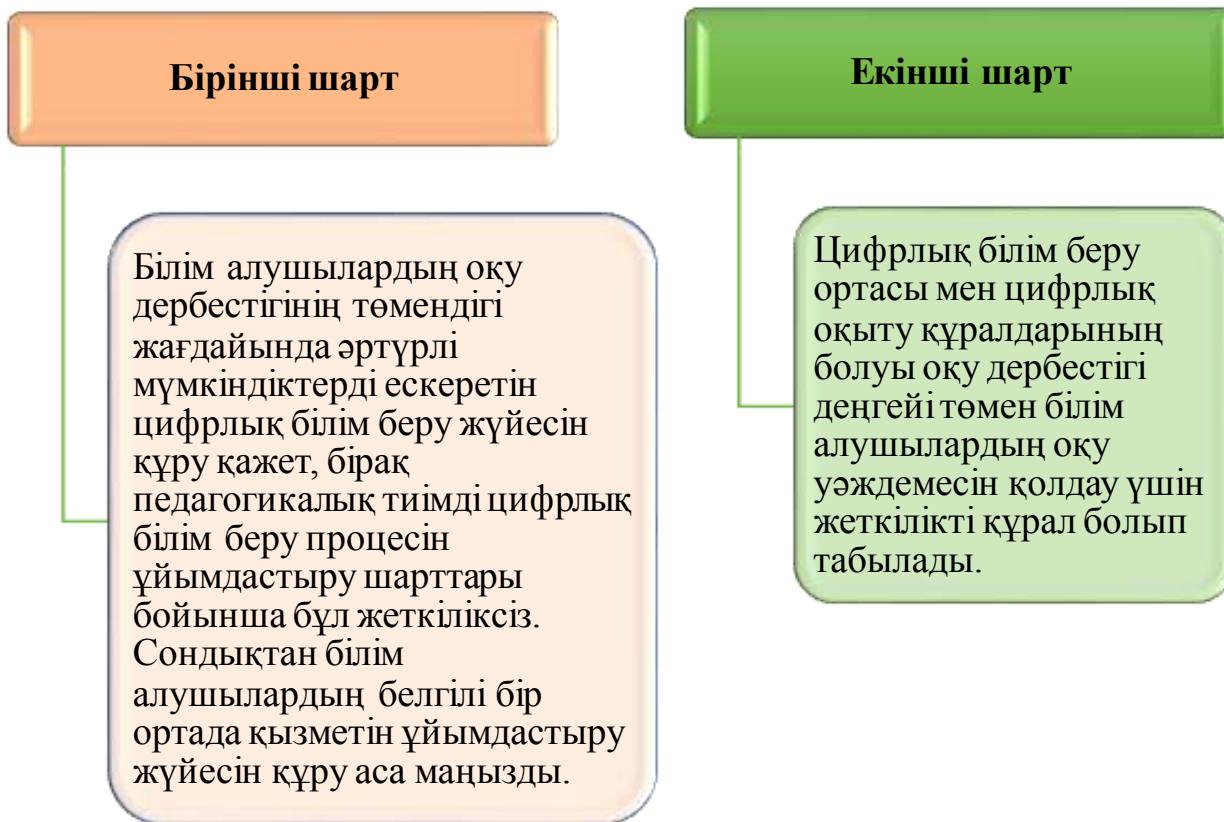 Бірінші шарт
Білім алушылардың оқу
дербестігінің төмендігі
жағдайында әртүрлі
мүмкіндіктерді ескеретін
цифрлық білім беру жүйесін
құру қажет, бірақ
педагогикалық тиімді цифрлық
білім беру процесін
ұйымдастыру шарттары
бойынша бұл жеткіліксіз.
Сондықтан білім
алушылардың белгілі бір
ортада қызметін ұйымдастыру
жүйесін құру аса маңызды.
Екінші шарт
Цифрлық білім беру
ортасы мен цифрлық
оқыту құралдарының
болуы оқу дербестігі
деңгейі төмен білім
алушылардың оқу
уәждемесін қолдау үшін
жеткілікті құрал болып
табылады.